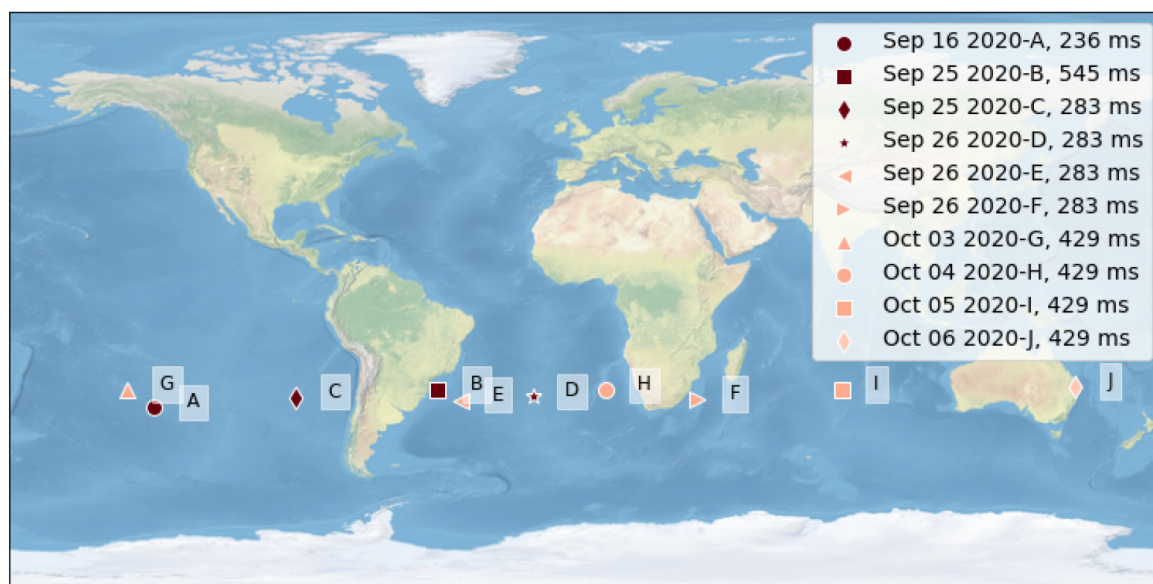 Sep 16 2020-A, 236 ms
Sep 25 2020-B, 545 ms
Sep 25 2020-C, 283 ms
Sep 26 2020-D, 283 ms
Sep 26 2020-E, 283 ms
Sep 26 2020-F, 283 ms
Oct 03 2020-G, 429 ms
Oct 04 2020-H, 429 ms
Oct 05 2020-I, 429 ms
Oct 06 2020-J, 429 ms
G
A
C
B
E
D
H
F
I
J